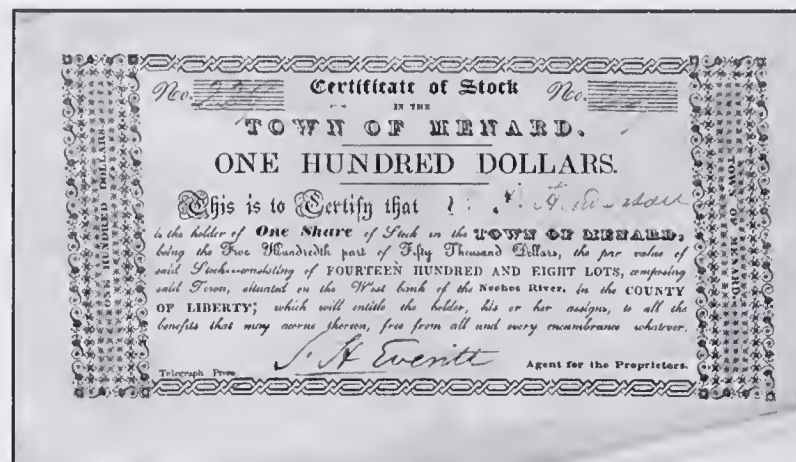 No. No.
Certificate of Stock
IN THE
TOWN OF MENARD.
ONE HUNDRED DOLLARS.
This is to Certify that
is the holder of One Share of Stock in the TOWN OF MENARD,
being the Five Hundredth part of Fifty Thousand Dollars, the par value of
said Stock--consisting of FOURTEEN HUNDRED AND EIGHT LOTS, composing
said Town, situated on the West bank of the Neches River, in the COUNTY
OF LIBERTY; which will entitle the holder, his or her assigns, to all the
benefits that may accrue thereon, free from all and every encumbrance whatever.
S. H. Everitt
Telegraph Press Agent for the Proprietors.
ONE HUNDRED DOLLARS.
TOWN OF MENARD.